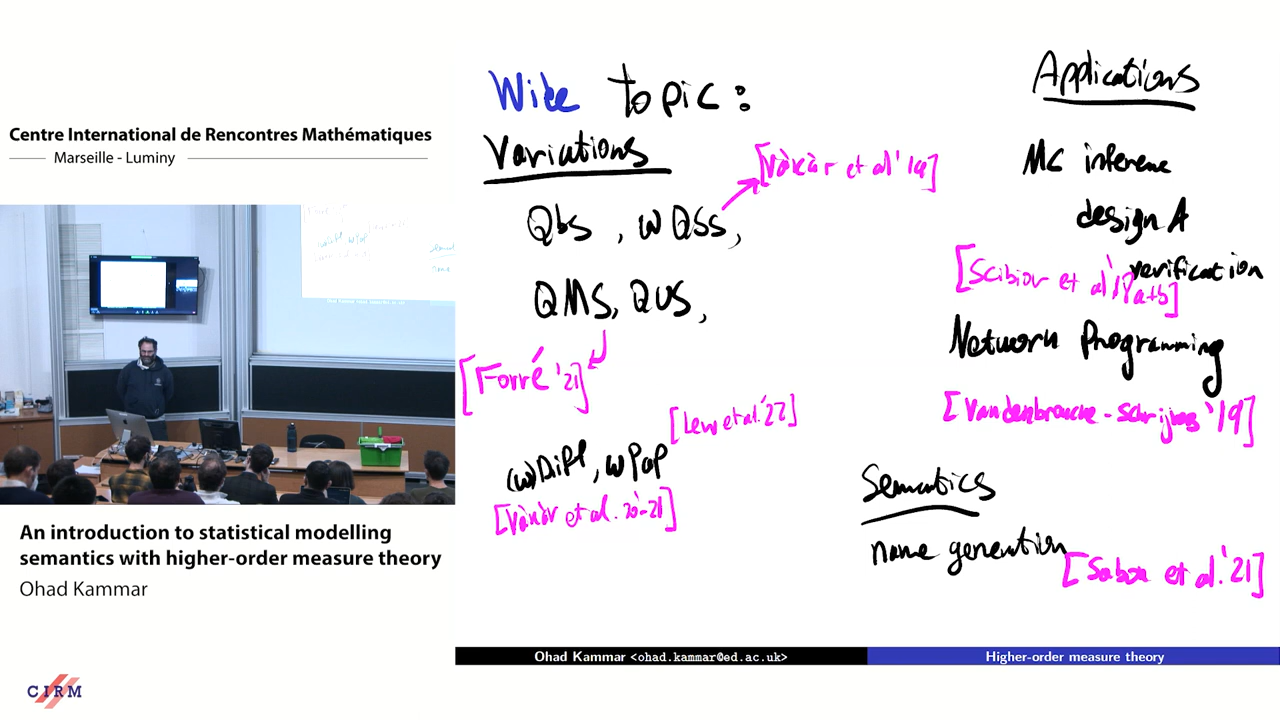 Centre International de Rencontres Mathématiques
Marseille - Luminy
An introduction to statistical modelling
semantics with higher-order measure theory
Ohad Kammar
CIRM
Wide topic:
Variations
[Vákár et al '19]
Qbs, ωQbs,
QMS, QUS,
[Forré '21]
[Lew et al. '22]
(ω)Diff, ωPap
[Vákár et al. 20-21]
Applications
MC inference
design &
verification
[Scibior et al '18 a+b]
Network Programming
[Vandenbroucke-Schrijvers '19]
Semantics
name generation
[Sabok et al. '21]
Ohad Kammar <ohad.kammar@ed.ac.uk>
Higher-order measure theory